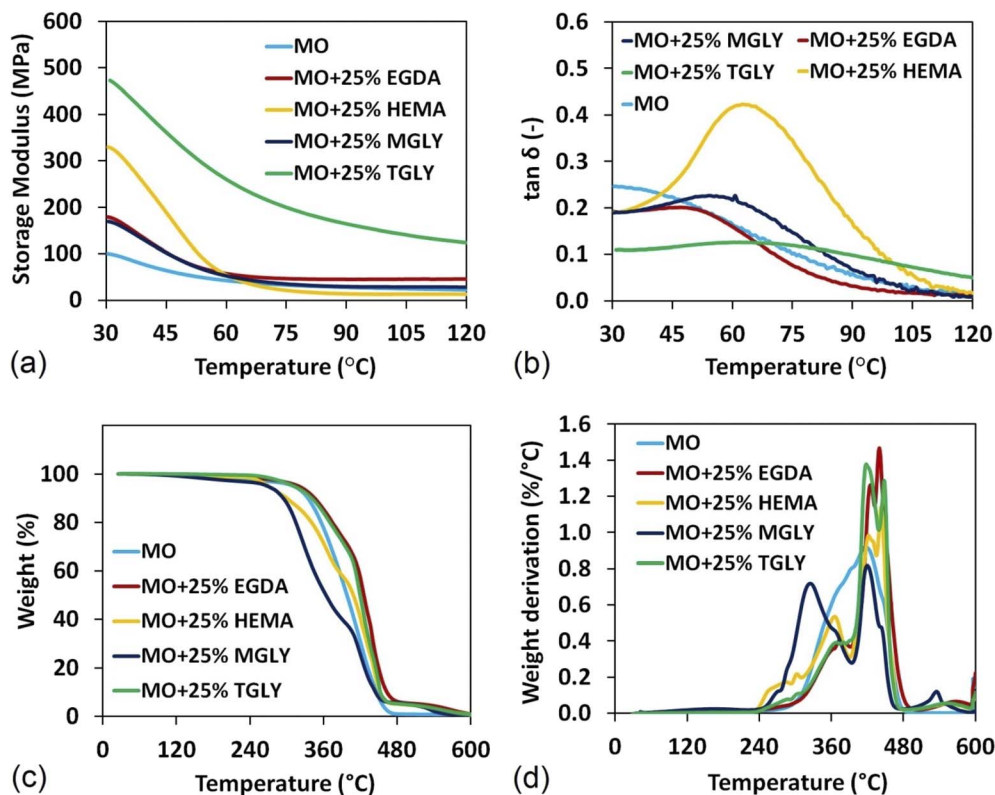 Storage Modulus (MPa)
600
500
400
300
200
100
0
MO
MO+25% EGDA
MO+25% HEMA
MO+25% MGLY
MO+25% TGLY
30 45 60 75 90 105 120
Temperature (°C)
(a)
tan δ (-)
0.6
0.5
0.4
0.3
0.2
0.1
0.0
MO+25% MGLY MO+25% EGDA
MO+25% TGLY MO+25% HEMA
MO
30 45 60 75 90 105 120
Temperature (°C)
(b)
Weight (%)
100
80
60
40
20
0
MO
MO+25% EGDA
MO+25% HEMA
MO+25% MGLY
MO+25% TGLY
0 120 240 360 480 600
Temperature (°C)
(c)
Weight derivation (%/°C)
1.6
1.4
1.2
1.0
0.8
0.6
0.4
0.2
0.0
MO
MO+25% EGDA
MO+25% HEMA
MO+25% MGLY
MO+25% TGLY
0 120 240 360 480 600
Temperature (°C)
(d)